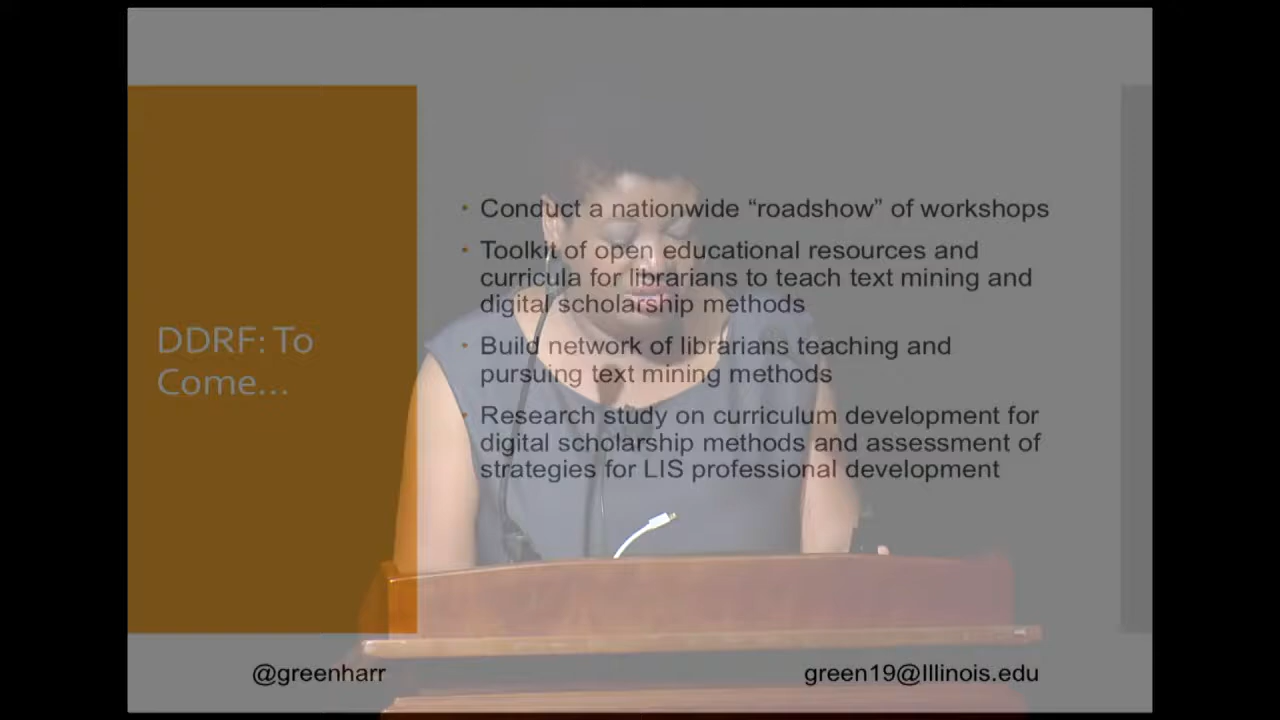 DDRF: To
Come...
• Conduct a nationwide “roadshow” of workshops
• Toolkit of open educational resources and
curricula for librarians to teach text mining and
digital scholarship methods
• Build network of librarians teaching and
pursuing text mining methods
• Research study on curriculum development for
digital scholarship methods and assessment of
strategies for LIS professional development
@greenharr
green19@Illinois.edu